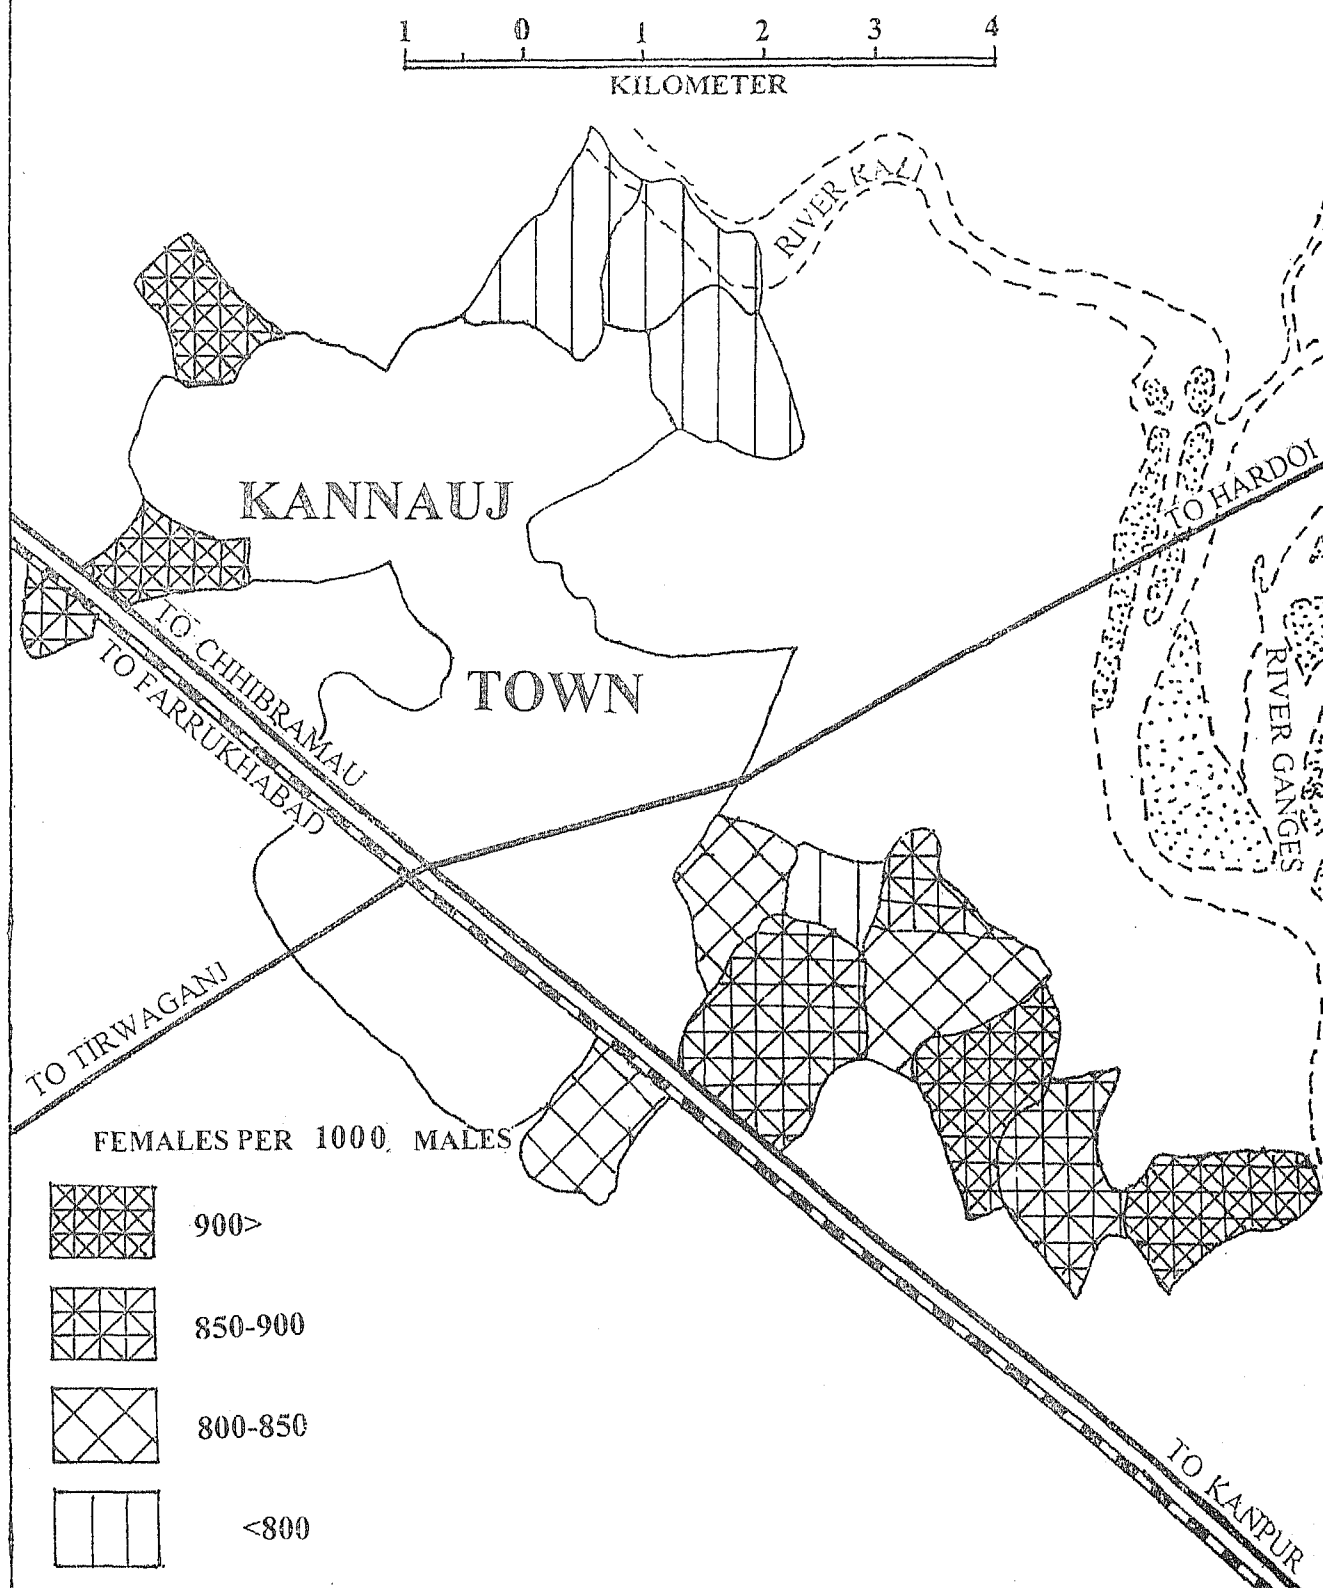 1 0 1 2 3 4
KILOMETER
RIVER KALI
KANNAUJ
TO HARDOI
TO CHHIBRAMAU
TO FARRUKHABAD
TOWN
RIVER GANGES
TO TIRWAGANJ
FEMALES PER 1000 MALES
900>
850-900
800-850
<800
TO KANPUR